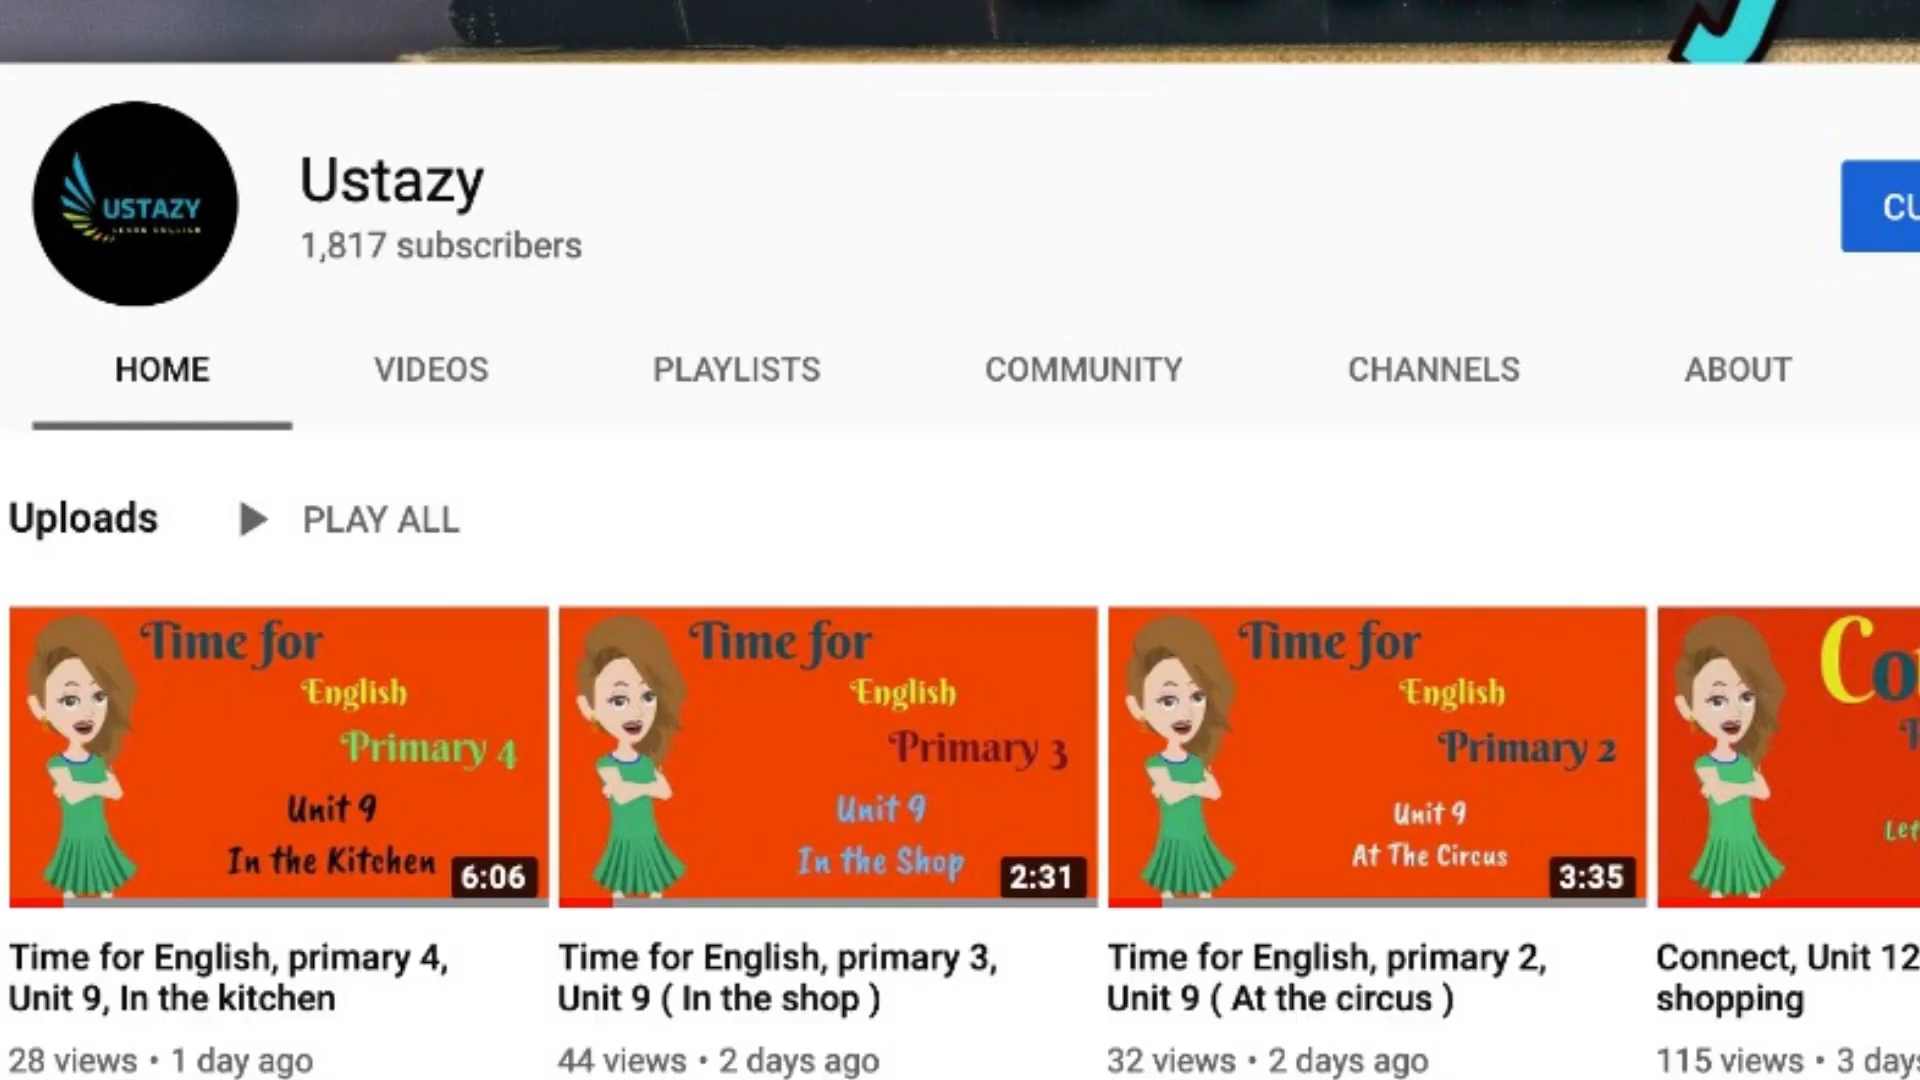 USTAZY
LEARN ENGLISH
Ustazy
1,817 subscribers
HOME VIDEOS PLAYLISTS COMMUNITY CHANNELS ABOUT
Uploads PLAY ALL
Time for
English
Primary 4
Unit 9
In the Kitchen
6:06
Time for English, primary 4,
Unit 9, In the kitchen
28 views • 1 day ago
Time for
English
Primary 3
Unit 9
In the Shop
2:31
Time for English, primary 3,
Unit 9 ( In the shop )
44 views • 2 days ago
Time for
English
Primary 2
Unit 9
At The Circus
3:35
Time for English, primary 2,
Unit 9 ( At the circus )
32 views • 2 days ago
Connect, Unit 12
shopping
115 views • 3 days